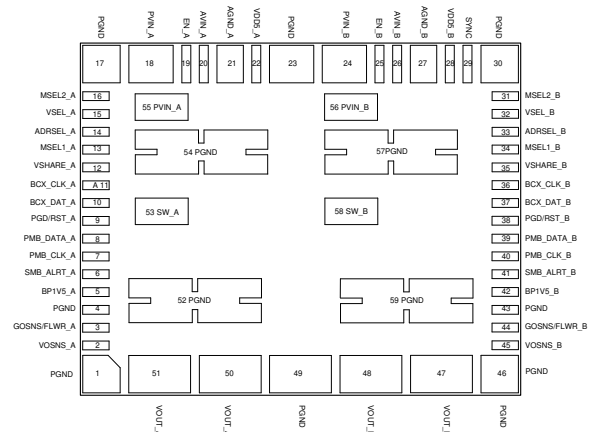 PGND
PVIN_A
EN_A
AVIN_A
AGND_A
VDD5_A
PGND
PVIN_B
EN_B
AVIN_B
AGND_B
VDD5_B
SYNC
PGND
17 18 19 20 21 22 23 24 25 26 27 28 29 30
MSEL2_A 16
55 PVIN_A
56 PVIN_B
31 MSEL2_B
VSEL_A 15
32 VSEL_B
ADRSEL_A 14
33 ADRSEL_B
MSEL1_A 13
54 PGND
57PGND
34 MSEL1_B
VSHARE_A 12
35 VSHARE_B
BCX_CLK_A A 11
36 BCX_CLK_B
BCX_DAT_A 10
53 SW_A
58 SW_B
37 BCX_DAT_B
PGD/RST_A 9
38 PGD/RST_B
PMB_DATA_A 8
39 PMB_DATA_B
PMB_CLK_A 7
40 PMB_CLK_B
SMB_ALRT_A 6
41 SMB_ALRT_B
BP1V5_A 5
52 PGND
59 PGND
42 BP1V5_B
PGND 4
43 PGND
GOSNS/FLWR_A 3
44 GOSNS/FLWR_B
VOSNS_A 2
45 VOSNS_B
PGND 1 51 50 49 48 47 46 PGND
VOUT_
VOUT_
PGND
VOUT_
VOUT_
PGND